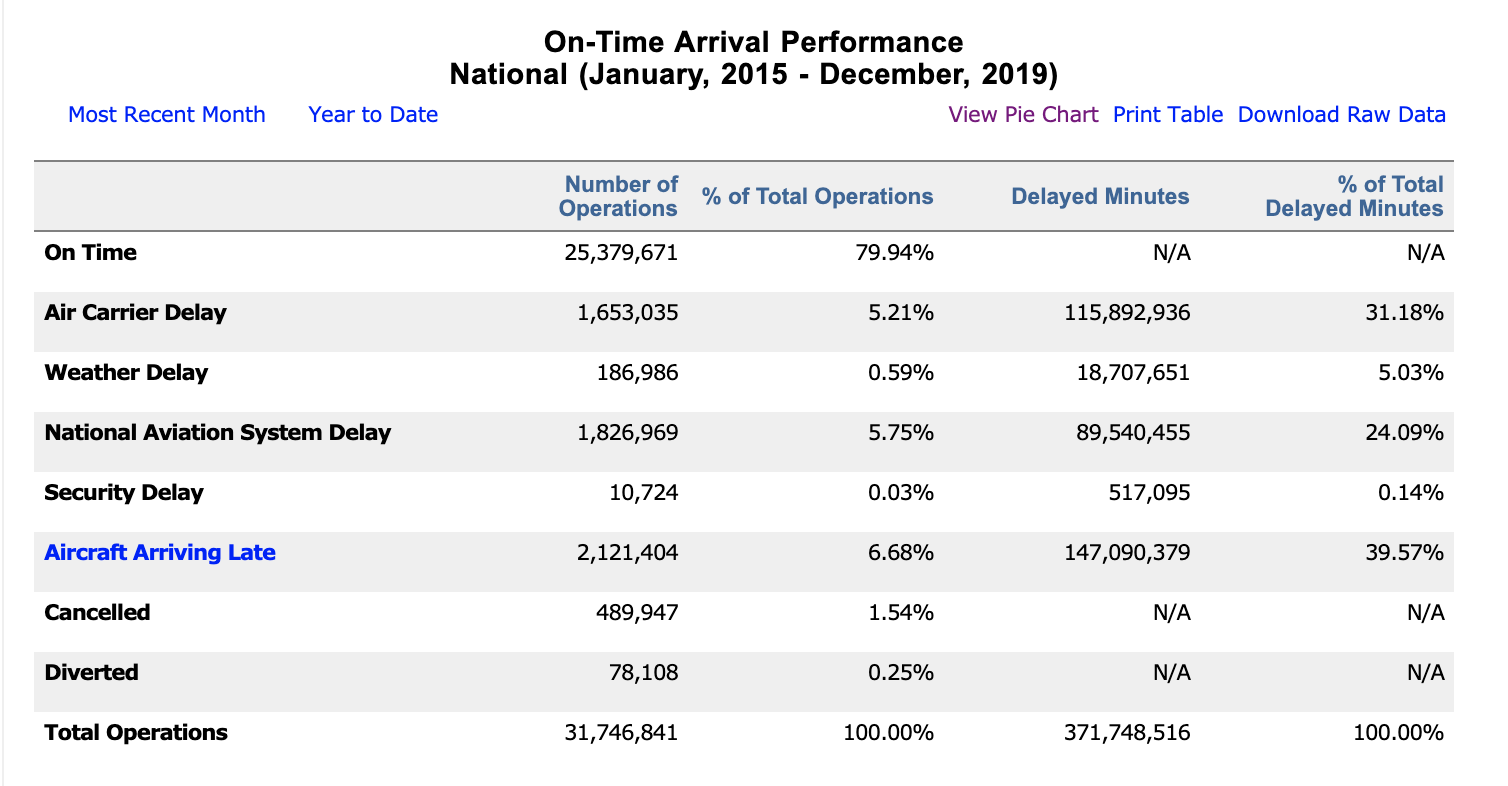 On-Time Arrival Performance
National (January, 2015 - December, 2019)
Most Recent Month Year to Date View Pie Chart Print Table Download Raw Data
Number of Operations % of Total Operations Delayed Minutes % of Total Delayed Minutes
On Time 25,379,671 79.94% N/A N/A
Air Carrier Delay 1,653,035 5.21% 115,892,936 31.18%
Weather Delay 186,986 0.59% 18,707,651 5.03%
National Aviation System Delay 1,826,969 5.75% 89,540,455 24.09%
Security Delay 10,724 0.03% 517,095 0.14%
Aircraft Arriving Late 2,121,404 6.68% 147,090,379 39.57%
Cancelled 489,947 1.54% N/A N/A
Diverted 78,108 0.25% N/A N/A
Total Operations 31,746,841 100.00% 371,748,516 100.00%